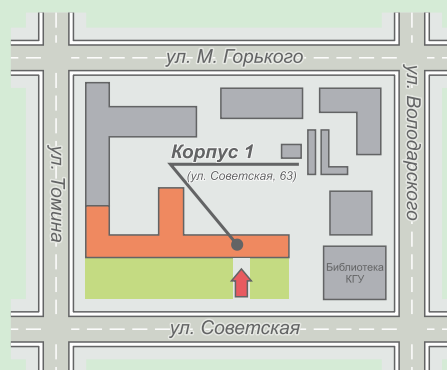 ул. М. Горького
ул. Томина
ул. Володарского
Корпус 1
(ул. Советская, 63)
Библиотека
КГУ
ул. Советская